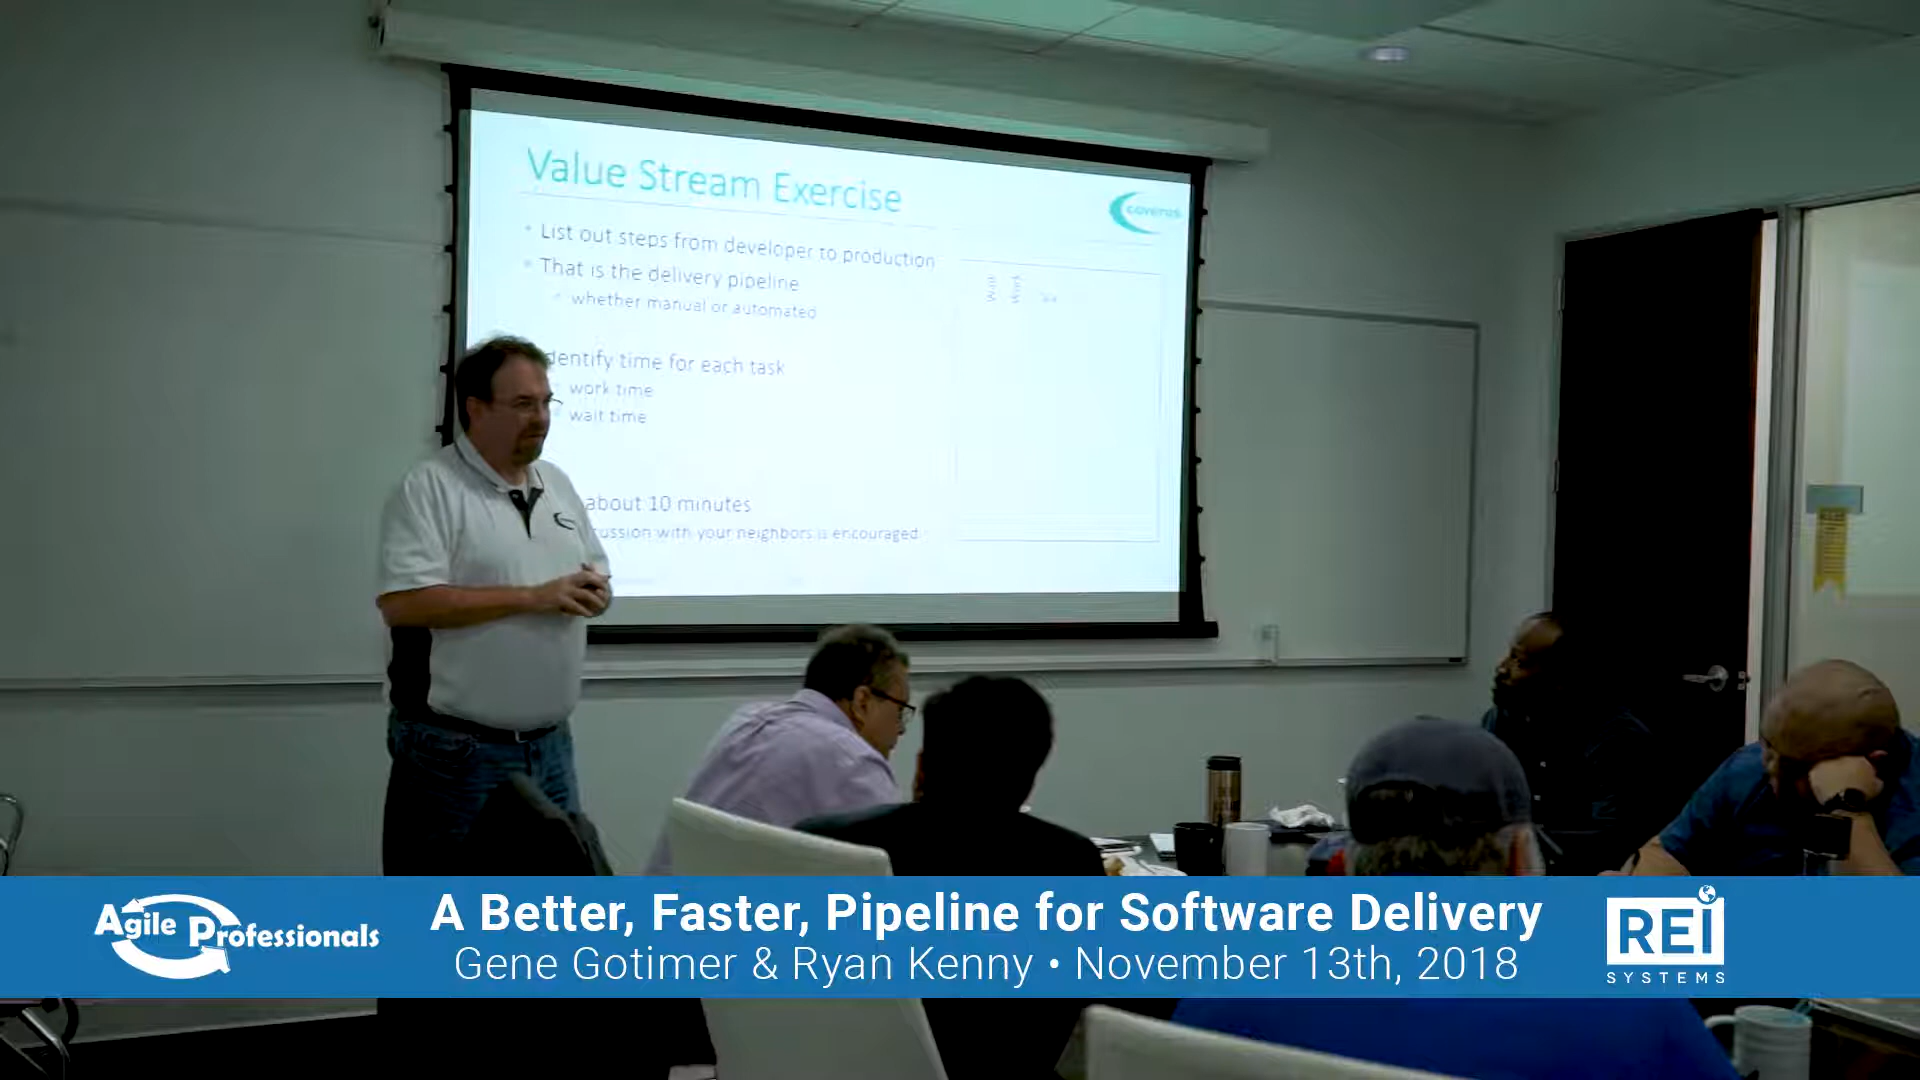 Value Stream Exercise
coveros
List out steps from developer to production
That is the delivery pipeline
whether manual or automated
Wait
Work
dentify time for each task
work time
wait time
about 10 minutes
ussion with your neighbors is encouraged
Agile Professionals
A Better, Faster, Pipeline for Software Delivery
Gene Gotimer & Ryan Kenny • November 13th, 2018
REI
SYSTEMS